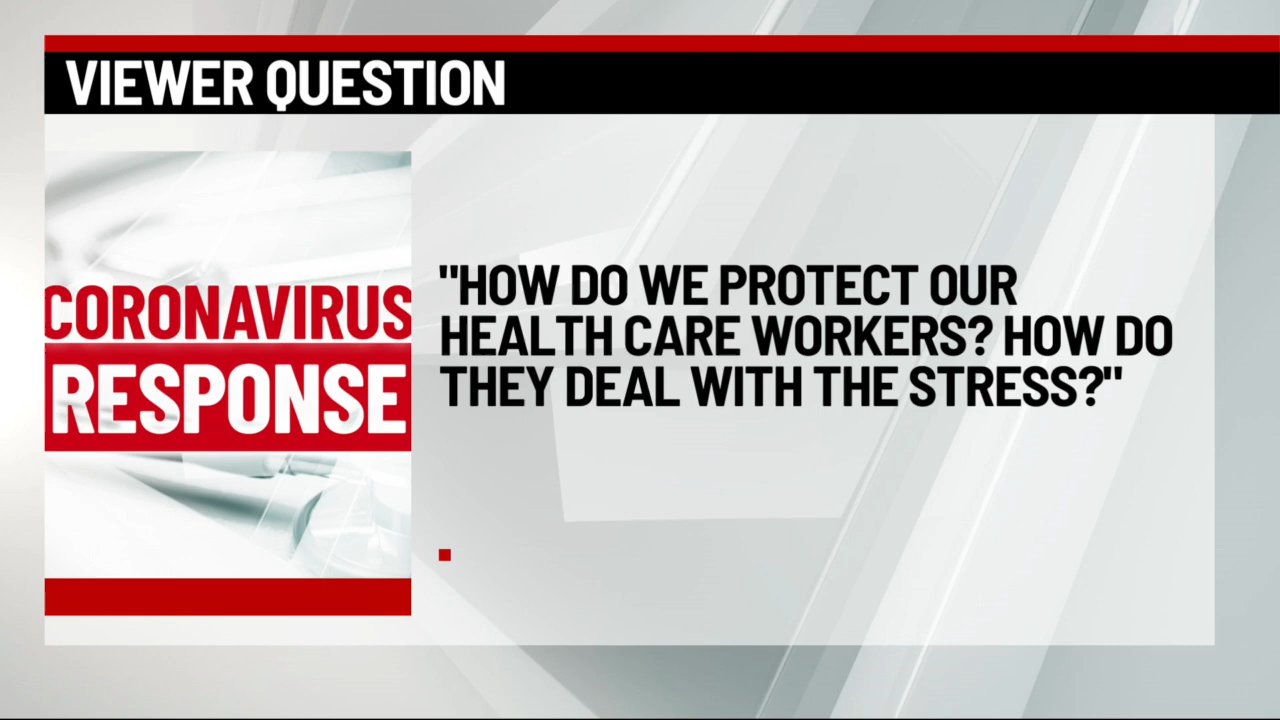 VIEWER QUESTION
CORONAVIRUS
RESPONSE
"HOW DO WE PROTECT OUR
HEALTH CARE WORKERS? HOW DO
THEY DEAL WITH THE STRESS?"